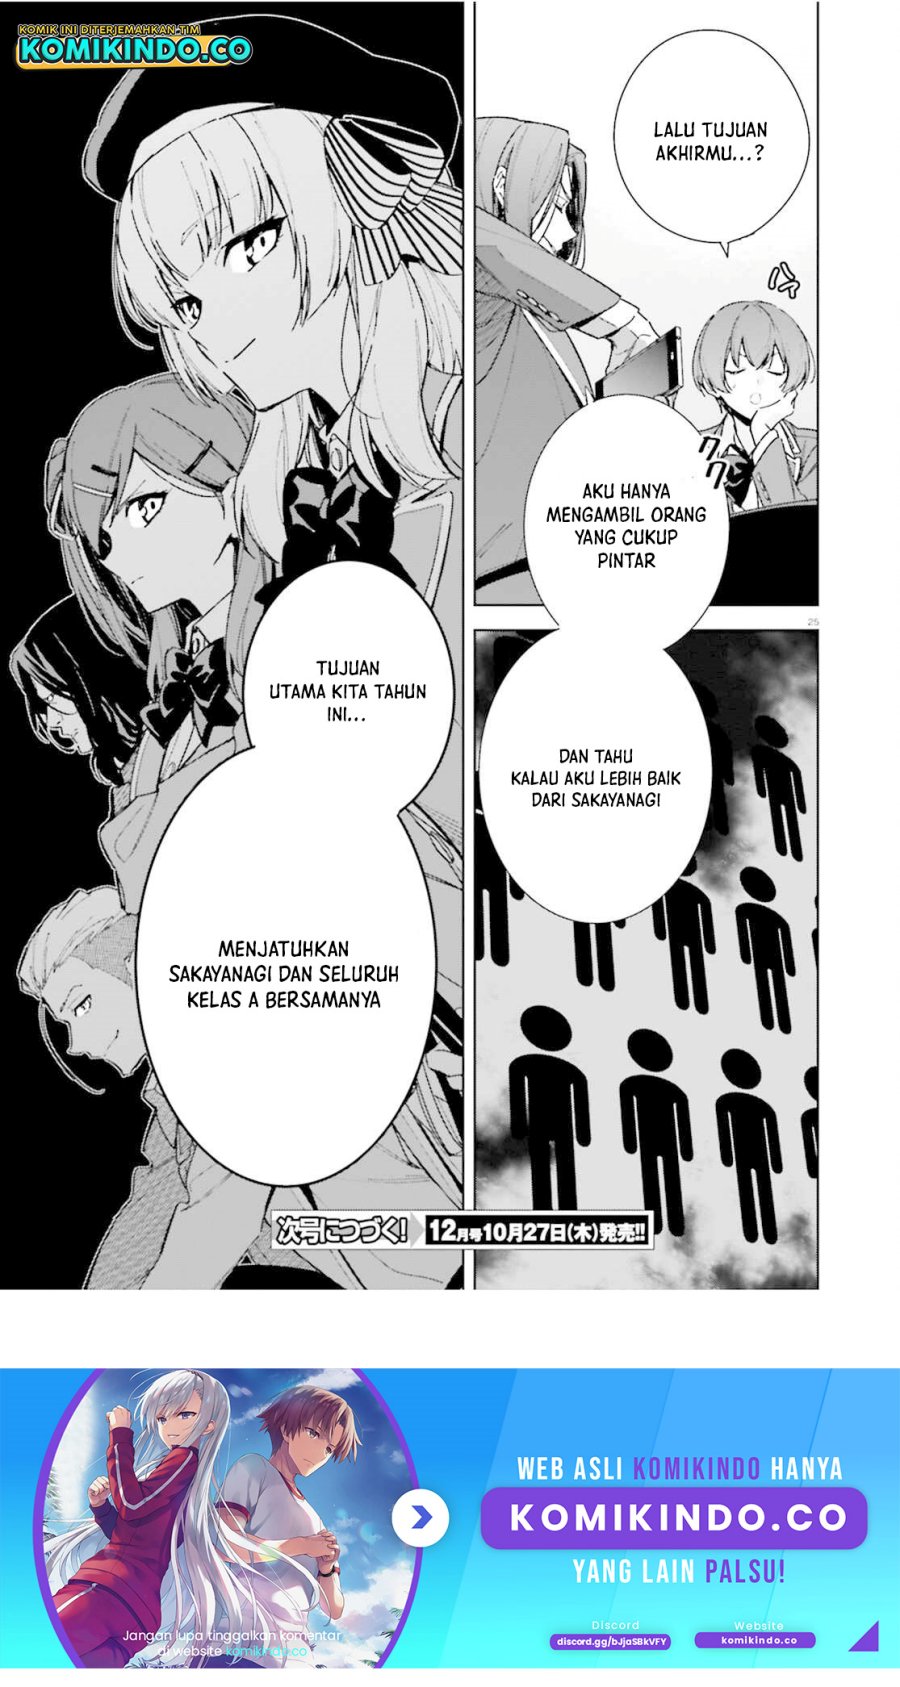 KOMIK INI DITERJEMAHKAN TIM
KOMIKINDO.CO
LALU TUJUAN
AKHIRMU...?
AKU HANYA
MENGAMBIL ORANG
YANG CUKUP
PINTAR
25
DAN TAHU
KALAU AKU LEBIH BAIK
DARI SAKAYANAGI
TUJUAN
UTAMA KITA TAHUN
INI...
MENJATUHKAN
SAKAYANAGI DAN SELURUH
KELAS A BERSAMANYA
次号につづく! 12月号10月27日(木)発売!!
WEB ASLI KOMIKINDO HANYA
KOMIKINDO.CO
YANG LAIN PALSU!
Jangan lupa tinggalkan komentar
di website komikindo.co
Discord
discord.gg/bJjaSBkVFY
Website
komikindo.co